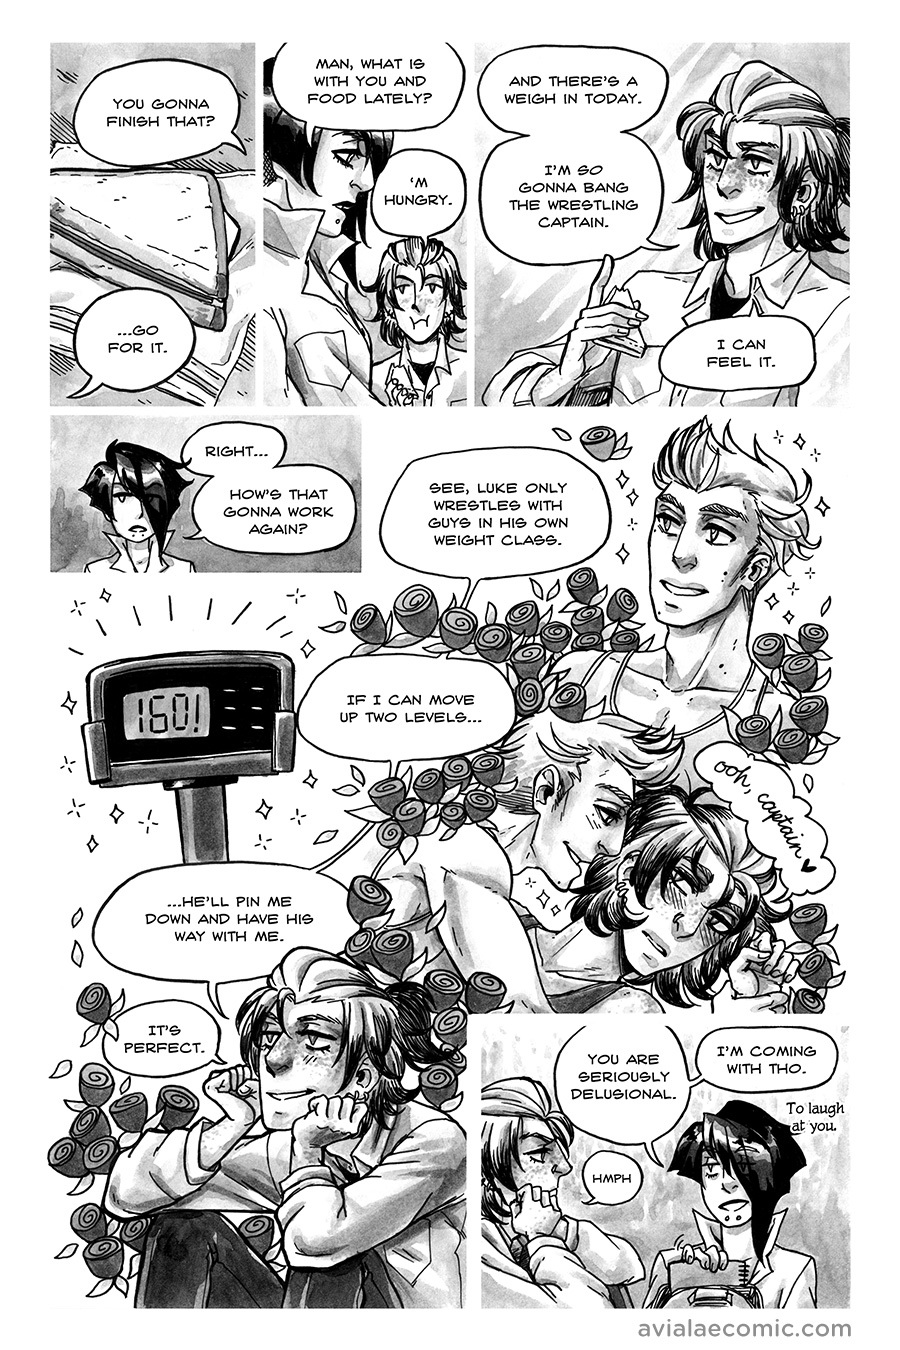 YOU GONNA
FINISH THAT?
...GO
FOR IT.
MAN, WHAT IS
WITH YOU AND
FOOD LATELY?
'M
HUNGRY.
AND THERE'S A
WEIGH IN TODAY.
I'M SO
GONNA BANG
THE WRESTLING
CAPTAIN.
I CAN
FEEL IT.
RIGHT...
HOW'S THAT
GONNA WORK
AGAIN?
SEE, LUKE ONLY
WRESTLES WITH
GUYS IN HIS OWN
WEIGHT CLASS.
160!
IF I CAN MOVE
UP TWO LEVELS...
ooh, captain ♥
...HE'LL PIN ME
DOWN AND HAVE HIS
WAY WITH ME.
IT'S
PERFECT.
YOU ARE
SERIOUSLY
DELUSIONAL.
I'M COMING
WITH THO.
To laugh
at you.
HMPH
avialaecomic.com